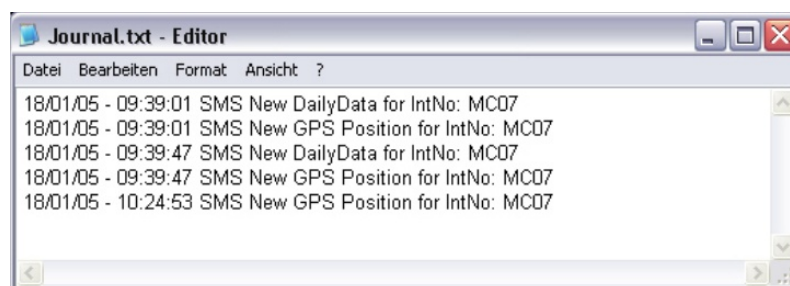 Journal.txt - Editor
Datei Bearbeiten Format Ansicht ?
18/01/05 - 09:39:01 SMS New DailyData for IntNo: MC07
18/01/05 - 09:39:01 SMS New GPS Position for IntNo: MC07
18/01/05 - 09:39:47 SMS New DailyData for IntNo: MC07
18/01/05 - 09:39:47 SMS New GPS Position for IntNo: MC07
18/01/05 - 10:24:53 SMS New GPS Position for IntNo: MC07